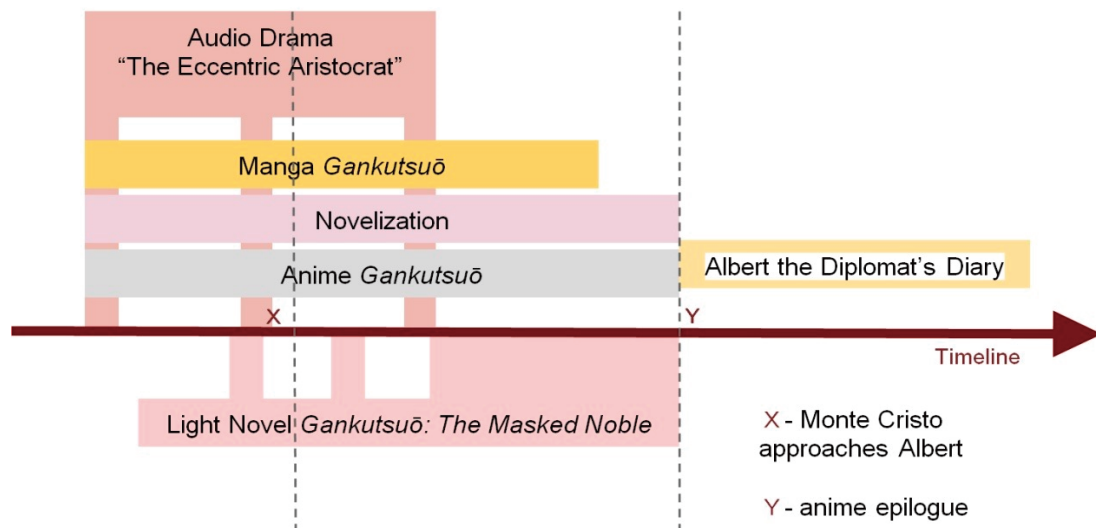 Audio Drama
“The Eccentric Aristocrat”
Manga Gankutsuō
Novelization
Anime Gankutsuō
Albert the Diplomat’s Diary
X
Y
Timeline
Light Novel Gankutsuō: The Masked Noble
X - Monte Cristo
approaches Albert
Y - anime epilogue